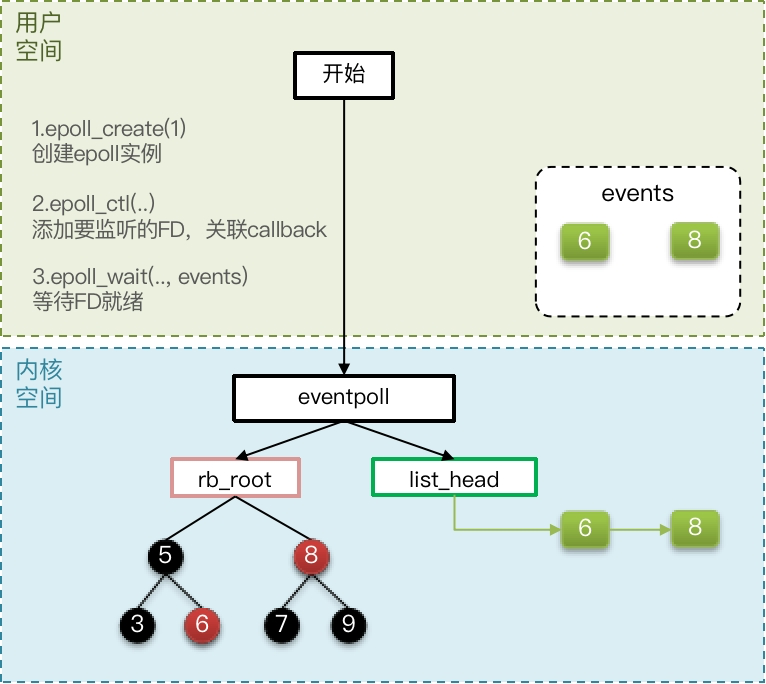 用户
空间
开始
1.epoll_create(1)
创建epoll实例
2.epoll_ctl(..)
添加要监听的FD，关联callback
3.epoll_wait(.., events)
等待FD就绪
events
6
8
内核
空间
eventpoll
rb_root
list_head
6
8
5
8
3
6
7
9